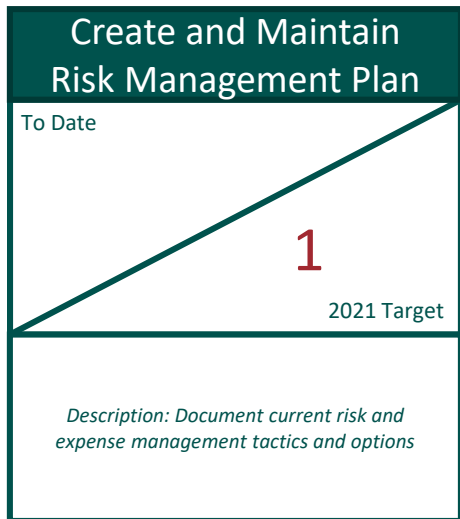 Create and Maintain
Risk Management Plan
To Date
1
2021 Target
Description: Document current risk and
expense management tactics and options